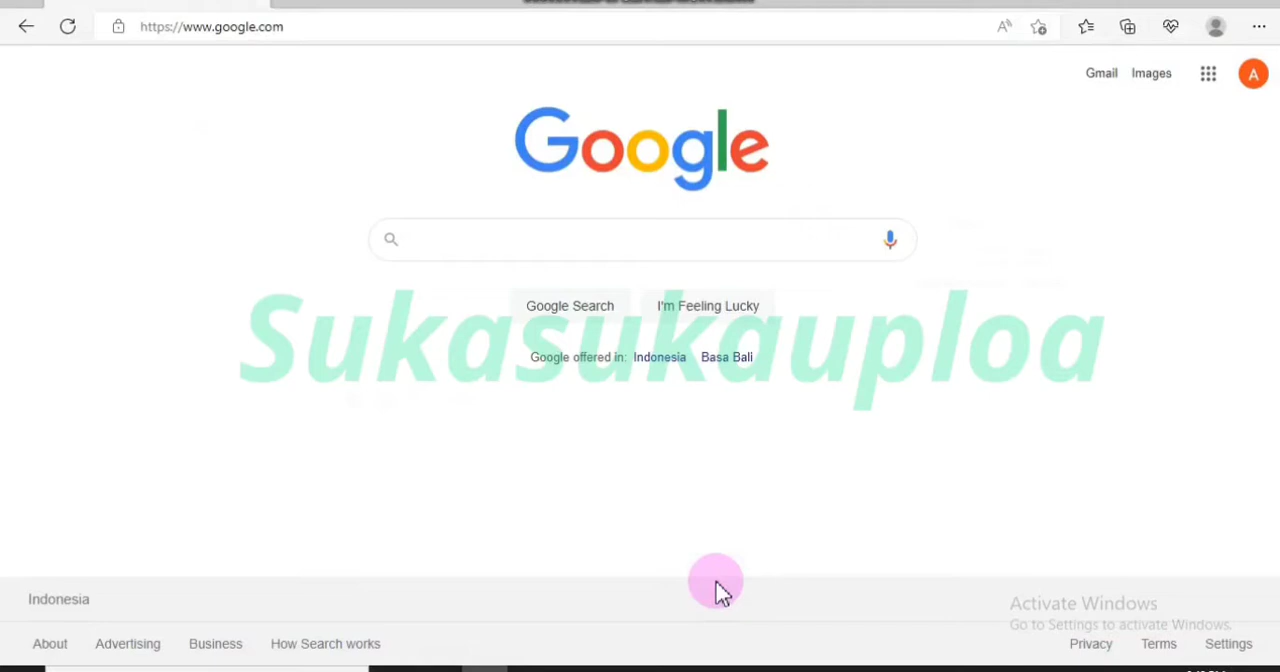 https://www.google.com
Gmail Images
A
Google
Google Search I'm Feeling Lucky
Sukasukauploa
Google offered in: Indonesia Basa Bali
Indonesia
Activate Windows
Go to Settings to activate Windows.
About Advertising Business How Search works Privacy Terms Settings